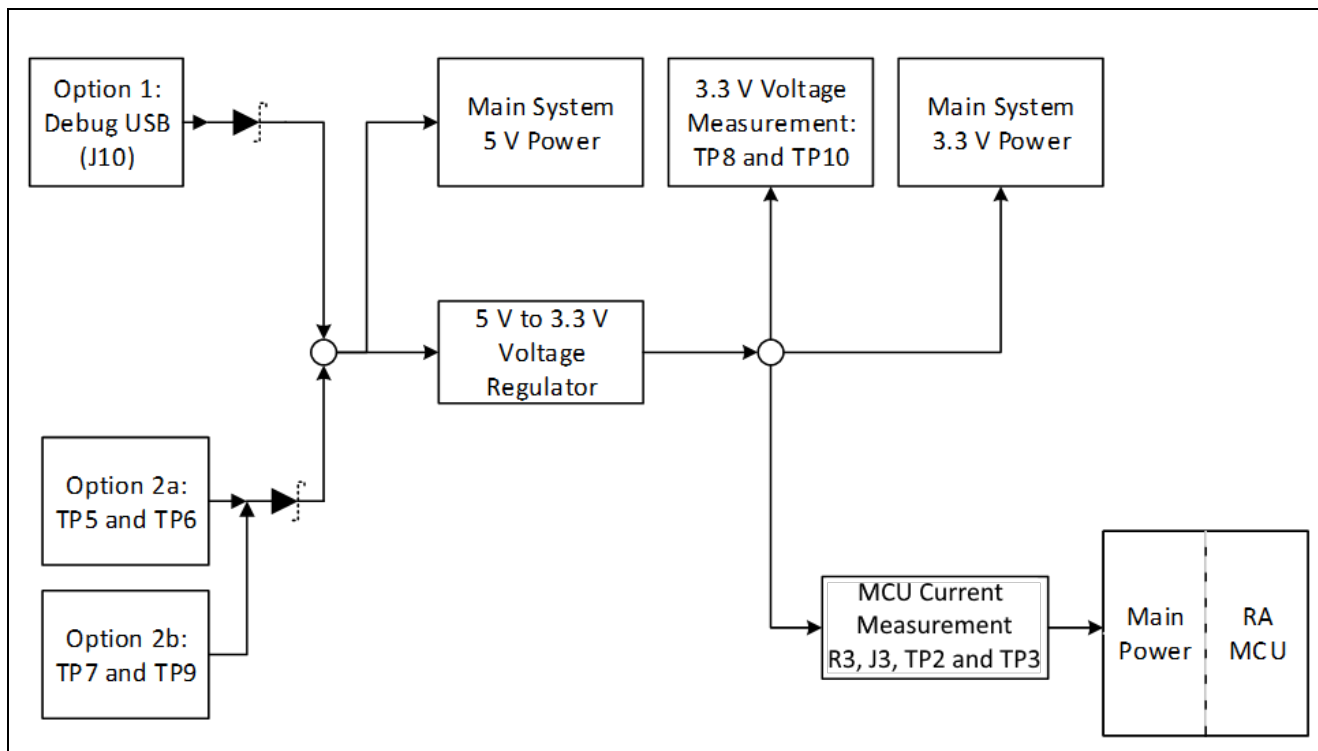 Option 1:
Debug USB
(J10)
Main System
5 V Power
3.3 V Voltage
Measurement:
TP8 and TP10
Main System
3.3 V Power
5 V to 3.3 V
Voltage
Regulator
Option 2a:
TP5 and TP6
Option 2b:
TP7 and TP9
MCU Current
Measurement
R3, J3, TP2 and TP3
Main
Power
RA
MCU